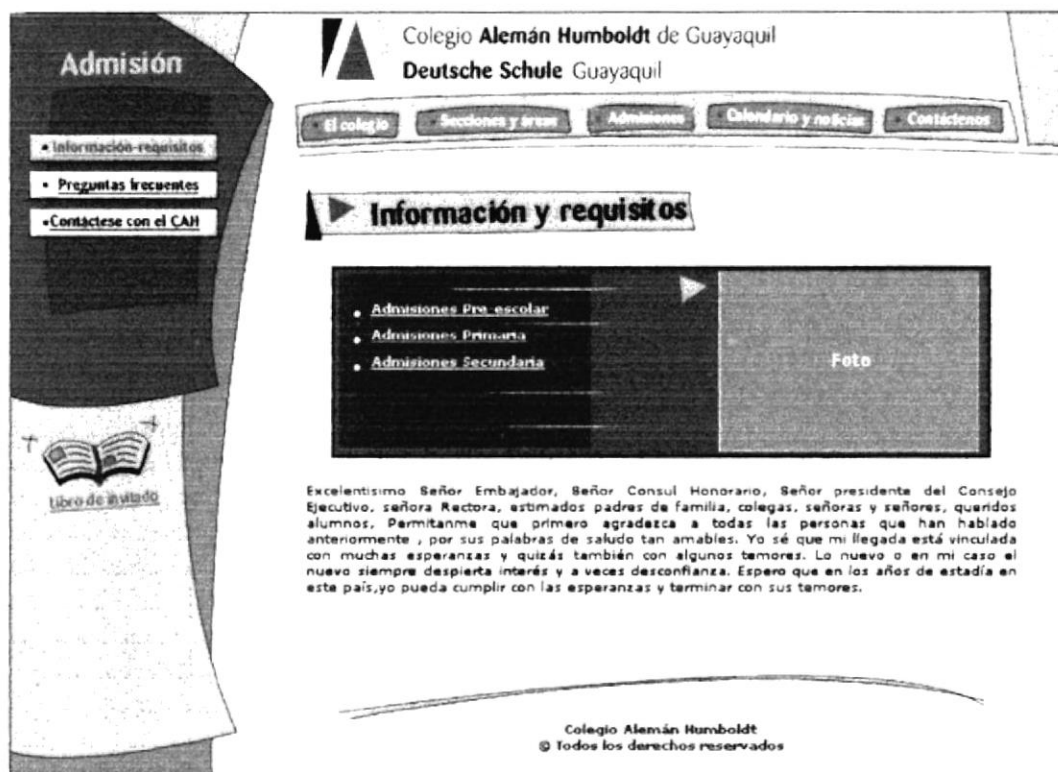 Admisión
• Información-requisitos
• Preguntas frecuentes
• Contáctese con el CAH
Libro de invitado
Colegio Alemán Humboldt de Guayaquil
Deutsche Schule Guayaquil
• El colegio
• Secciones y áreas
• Admisiones
• Calendario y noticias
• Contáctenos
Información y requisitos
• Admisiones Pre-escolar
• Admisiones Primaria
• Admisiones Secundaria
Foto
Excelentísimo Señor Embajador, Señor Consul Honorario, Señor presidente del Consejo
Ejecutivo, señora Rectora, estimados padres de familia, colegas, señoras y señores, queridos
alumnos, Permítanme que primero agradezca a todas las personas que han hablado
anteriormente , por sus palabras de saludo tan amables. Yo sé que mi llegada está vinculada
con muchas esperanzas y quizás también con algunos temores. Lo nuevo o en mi caso el
nuevo siempre despierta interés y a veces desconfianza. Espero que en los años de estadía en
este país,yo pueda cumplir con las esperanzas y terminar con sus temores.
Colegio Alemán Humboldt
© Todos los derechos reservados